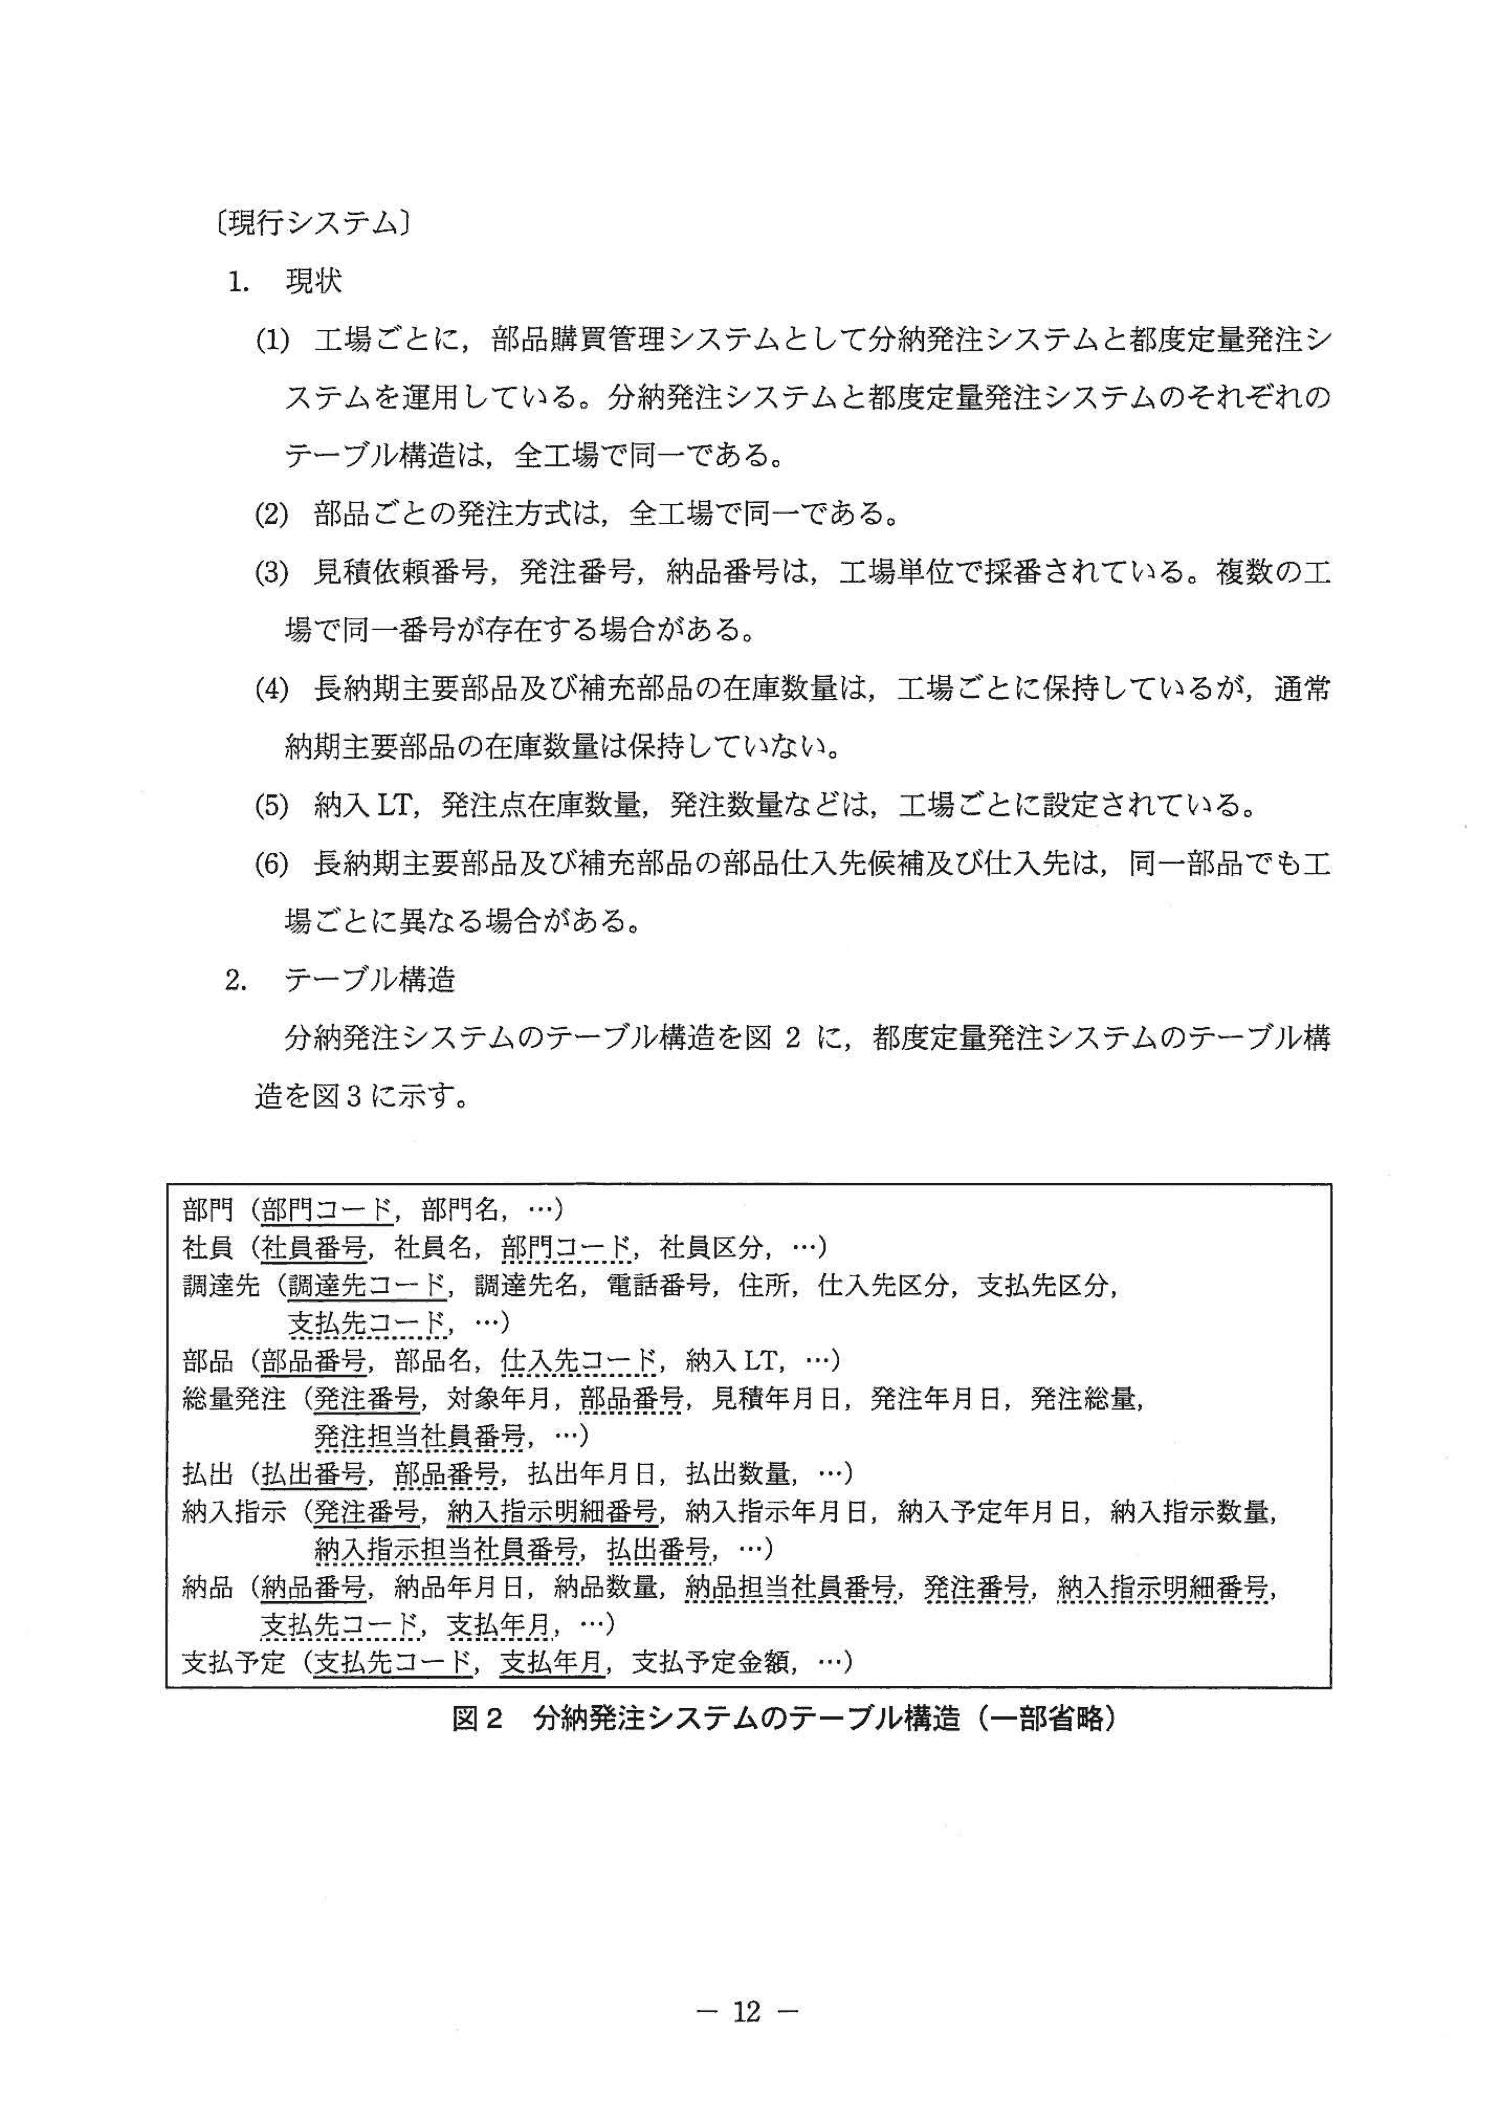 〔現行システム〕
1. 現状
(1) 工場ごとに，部品購買管理システムとして分納発注システムと都度定量発注シ
ステムを運用している。分納発注システムと都度定量発注システムのそれぞれの
テーブル構造は，全工場で同一である。
(2) 部品ごとの発注方式は，全工場で同一である。
(3) 見積依頼番号，発注番号，納品番号は，工場単位で採番されている。複数の工
場で同一番号が存在する場合がある。
(4) 長納期主要部品及び補充部品の在庫数量は，工場ごとに保持しているが，通常
納期主要部品の在庫数量は保持していない。
(5) 納入 LT，発注点在庫数量，発注数量などは，工場ごとに設定されている。
(6) 長納期主要部品及び補充部品の部品仕入先候補及び仕入先は，同一部品でも工
場ごとに異なる場合がある。
2. テーブル構造
分納発注システムのテーブル構造を図 2 に，都度定量発注システムのテーブル構
造を図 3 に示す。
部門（部門コード，部門名，…）
社員（社員番号，社員名，部門コード，社員区分，…）
調達先（調達先コード，調達先名，電話番号，住所，仕入先区分，支払先区分，
支払先コード，…）
部品（部品番号，部品名，仕入先コード，納入 LT，…）
総量発注（発注番号，対象年月，部品番号，見積年月日，発注年月日，発注総量，
発注担当社員番号，…）
払出（払出番号，部品番号，払出年月日，払出数量，…）
納入指示（発注番号，納入指示明細番号，納入指示年月日，納入予定年月日，納入指示数量，
納入指示担当社員番号，払出番号，…）
納品（納品番号，納品年月日，納品数量，納品担当社員番号，発注番号，納入指示明細番号，
支払先コード，支払年月，…）
支払予定（支払先コード，支払年月，支払予定金額，…）
図 2 分納発注システムのテーブル構造（一部省略）
－ 12 －